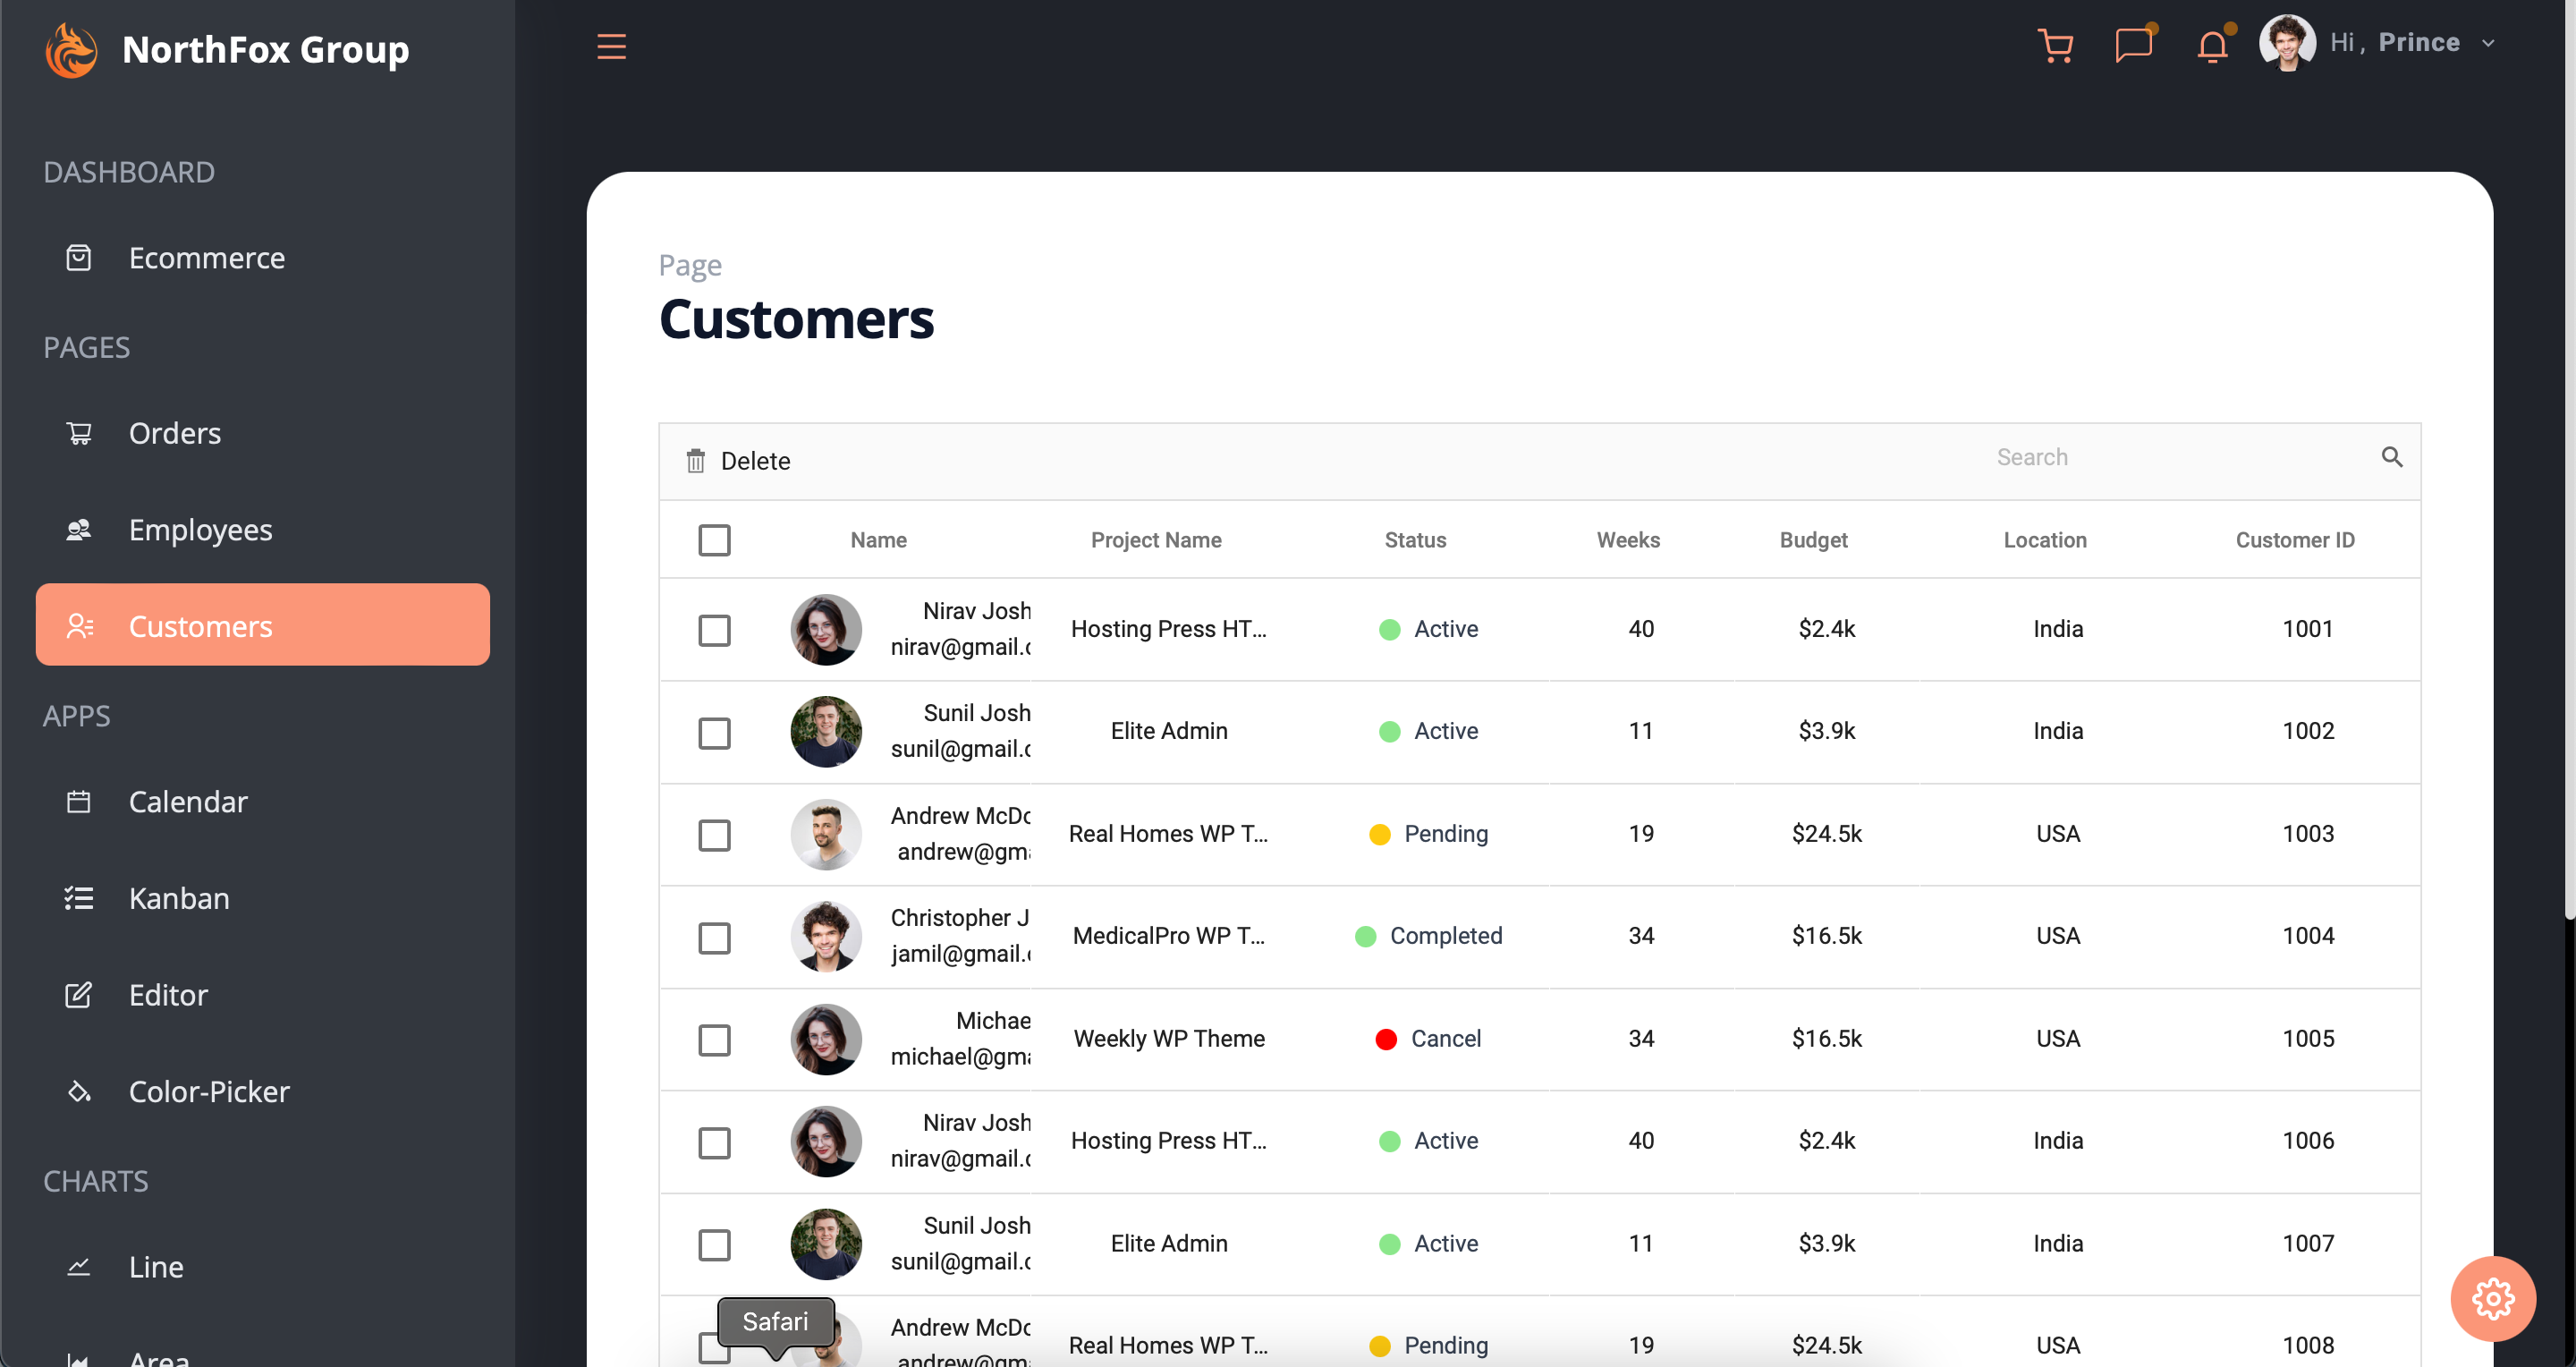 NorthFox Group
Hi , Prince
DASHBOARD
Ecommerce
PAGES
Orders
Employees
Customers
APPS
Calendar
Kanban
Editor
Color-Picker
CHARTS
Line
Area
Page
Customers
Delete
Search
Name Project Name Status Weeks Budget Location Customer ID
Nirav Josh
nirav@gmail.c
Hosting Press HT... Active 40 $2.4k India 1001
Sunil Josh
sunil@gmail.c
Elite Admin Active 11 $3.9k India 1002
Andrew McDo
andrew@gma
Real Homes WP T... Pending 19 $24.5k USA 1003
Christopher J
jamil@gmail.c
MedicalPro WP T... Completed 34 $16.5k USA 1004
Michae
michael@gma
Weekly WP Theme Cancel 34 $16.5k USA 1005
Nirav Josh
nirav@gmail.c
Hosting Press HT... Active 40 $2.4k India 1006
Sunil Josh
sunil@gmail.c
Elite Admin Active 11 $3.9k India 1007
Andrew McDo
andrew@gma
Real Homes WP T... Pending 19 $24.5k USA 1008
Safari